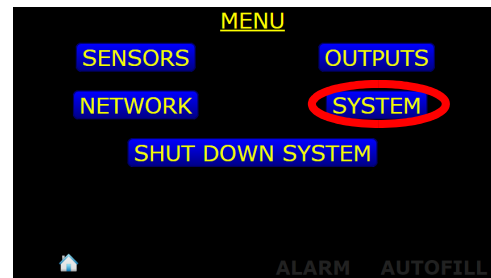 MENU
SENSORS OUTPUTS
NETWORK SYSTEM
SHUT DOWN SYSTEM
ALARM AUTOFILL